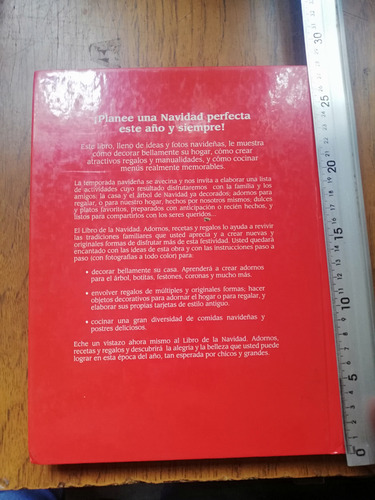 ¡Planee una Navidad perfecta
este año y siempre!
Este libro, lleno de ideas y fotos navideñas, le muestra
cómo decorar bellamente su hogar, cómo crear
atractivos regalos y manualidades, y cómo cocinar
menús realmente memorables.
La temporada navideña se avecina y nos invita a elaborar una lista
de actividades cuyo resultado disfrutaremos con la familia y los
amigos: la casa y el árbol de Navidad ya decorados; adornos para
regalar, o para nuestro hogar, hechos por nosotros mismos; dulces
y platos favoritos, preparados con anticipación o recién hechos, y
listos para compartirlos con los seres queridos...
El Libro de la Navidad. Adornos, recetas y regalos lo ayuda a revivir
las tradiciones familiares que usted aprecia y a crear nuevas y
originales formas de disfrutar más de esta festividad. Usted quedará
encantado con las ideas de esta obra y con las instrucciones paso a
paso (con fotografías a todo color) para:
• decorar bellamente su casa. Aprenderá a crear adornos
para el árbol, botitas, festones, coronas y mucho más.
• envolver regalos de múltiples y originales formas; hacer
objetos decorativos para adornar el hogar o para regalar, y
elaborar sus propias tarjetas de estilo antiguo.
• cocinar una gran diversidad de comidas navideñas y
postres deliciosos.
Eche un vistazo ahora mismo al Libro de la Navidad. Adornos,
recetas y regalos y descubrirá la alegría y la belleza que usted puede
lograr en esta época del año, tan esperada por chicos y grandes.
30
25
20
15
10
5
0